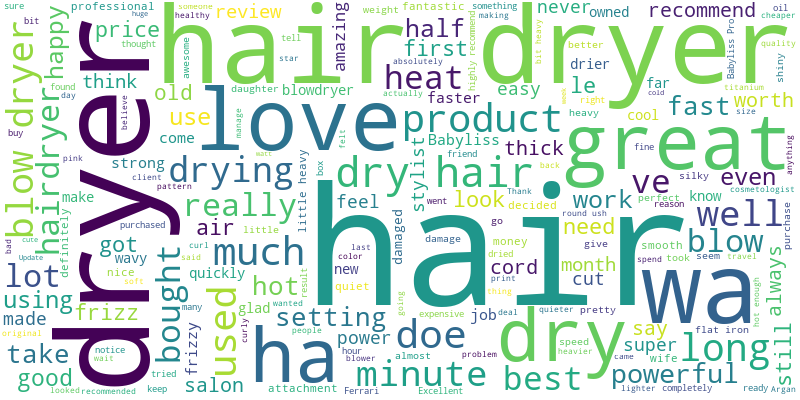 hair dryer
dryer
hair
love
great
product
wa
ha
dry
doe
dry hair
blow dryer
hairdryer
happy
price
review
half
first
amazing
heat
recommend
never
owned
think
old
use
blowdryer
faster
easy
le
drier
far
fast
worth
come
strong
drying
Babyliss
thick
ve
even
cool
heavy
really
feel
stylist
look
work
need
know
well
blow
much
air
hot
cord
month
cut
new
lot
got
wavy
nice
quickly
using
made
frizz
bought
used
glad
setting
power
job
say
super
long
still always
take
good
salon
frizzy
minute
best
powerful
attachment
sure
professional
huge
someone
healthy
weight
fantastic
something
making
oil
cheaper
bit
thought
tell
star
absolutely
highly recommend
bit heavy
better
Babyliss Pro
shiny
quality
awesome
found
day
buy
daughter
actually
right
titanium
cold
size
believe
pink
manage
felt
watt
box
friend
back
fine
week
anything
make
definitely
client
pattern
purchased
little heavy
little
curl
said
damaged
went
Thank
decided
go
silky
perfect
cosmetologist
reason
round ush
purchase
bad
cute
Update
soft
many
curly
color
last
quiet
damage
money
dried
print
thing
give
smooth
spend
took
seem
travel
hot enough
original
notice
wait
looked
recommended
tried
keep
result
wanted
people
hour
blower
expensive
going
almost
problem
Ferrari
Excellent
deal
quieter
pretty
speed
heavier
came
flat iron
wife
lighter
completely
ready
Argan